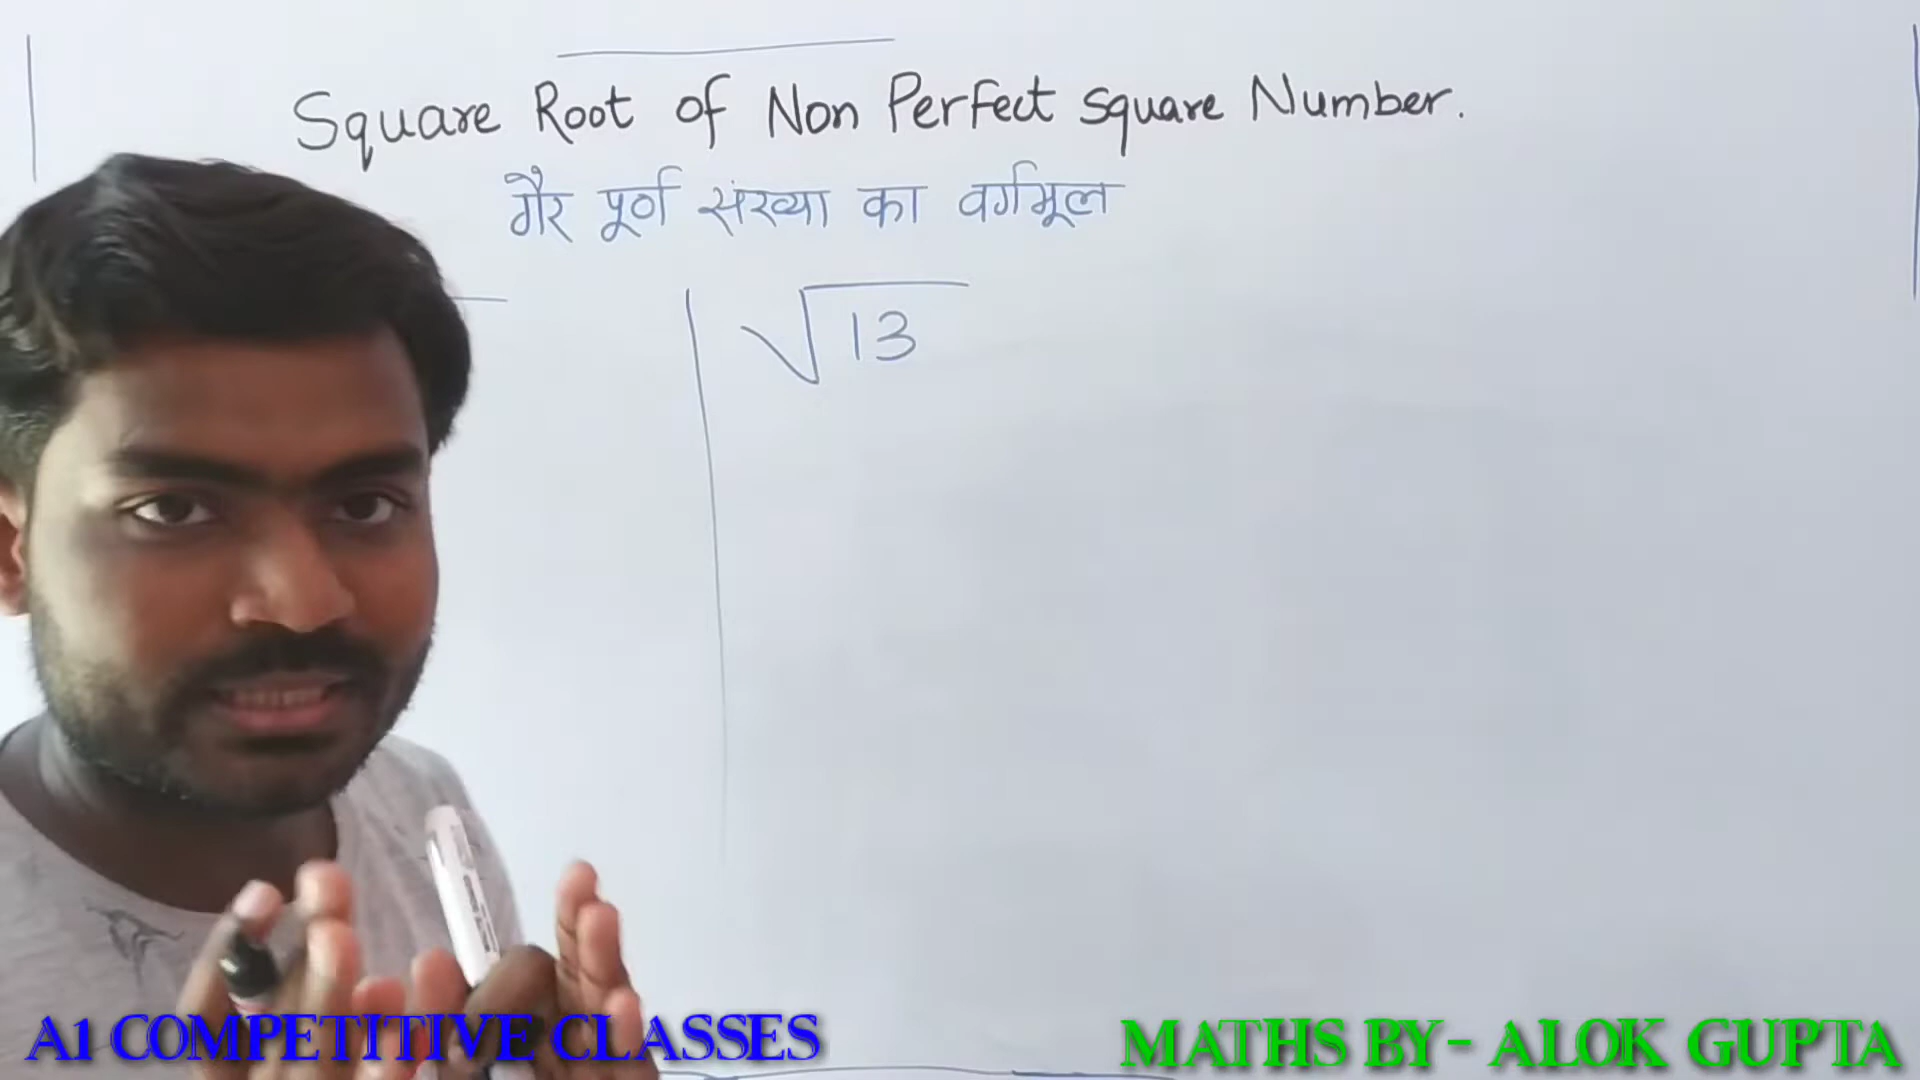 Square Root of Non Perfect square Number.
गैर पूर्ण संख्या का वर्गमूल
√13
A1 COMPETITIVE CLASSES
MATHS BY- ALOK GUPTA